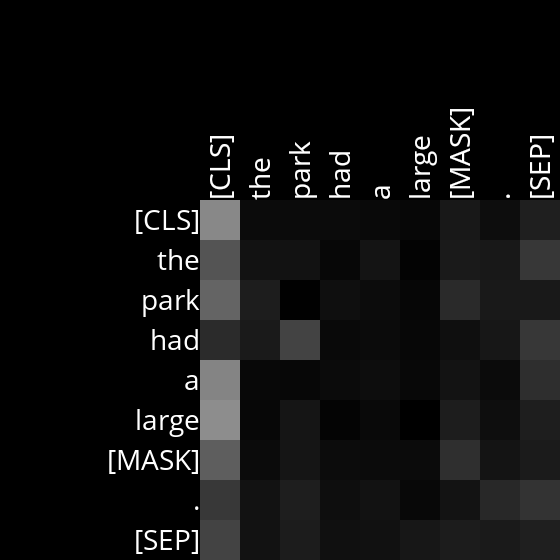 [CLS] the park had a large [MASK] . [SEP]
[CLS]
the
park
had
a
large
[MASK]
.
[SEP]